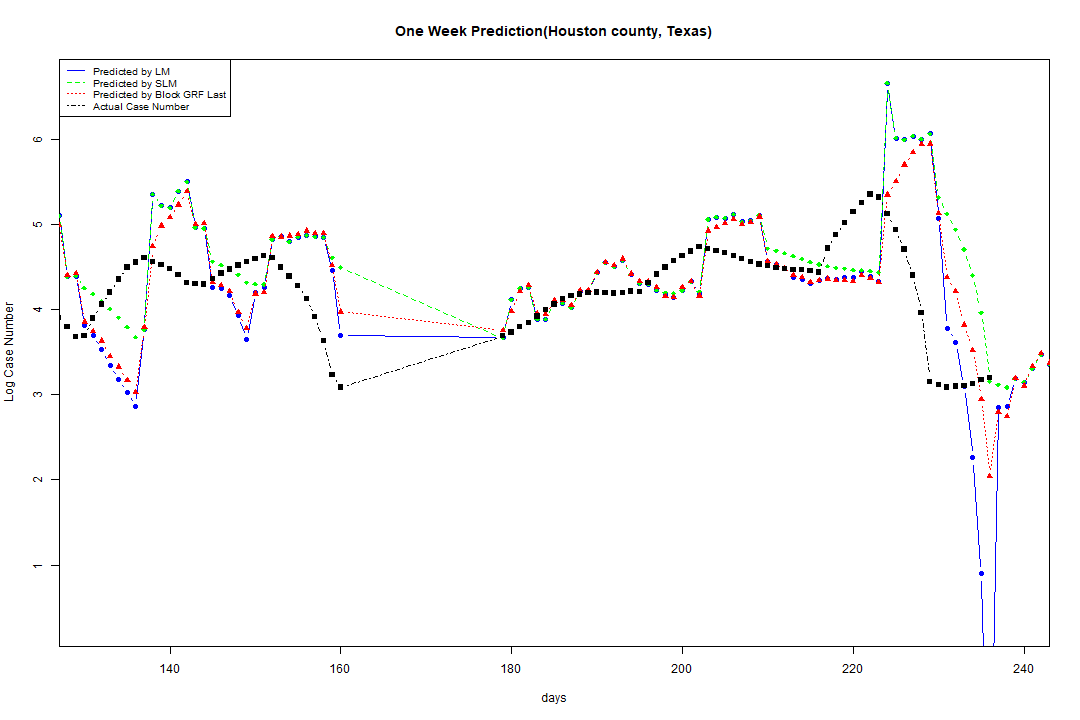 One Week Prediction(Houston county, Texas)
Predicted by LM
Predicted by SLM
Predicted by Block GRF Last
Actual Case Number
6
5
4
3
2
1
Log Case Number
140 160 180 200 220 240
days